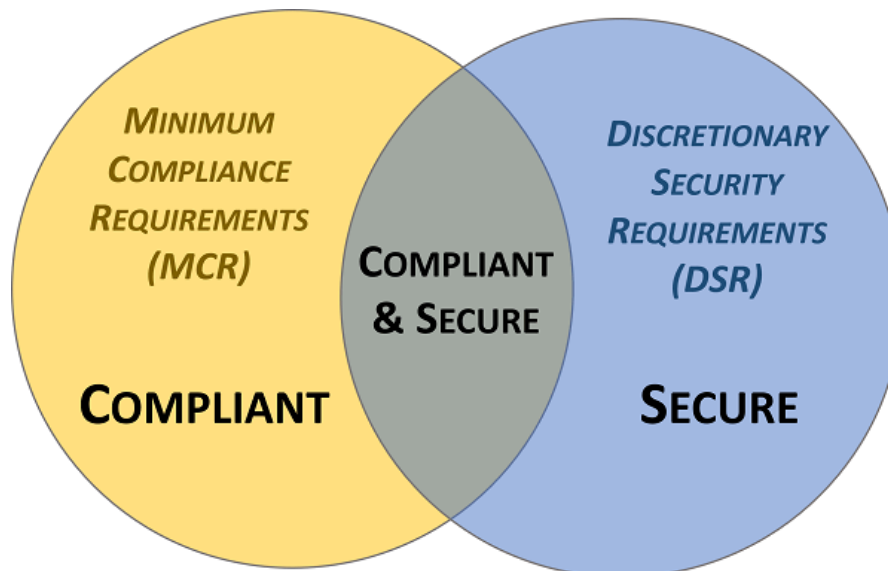 MINIMUM
COMPLIANCE
REQUIREMENTS
(MCR)
COMPLIANT
COMPLIANT
& SECURE
DISCRETIONARY
SECURITY
REQUIREMENTS
(DSR)
SECURE